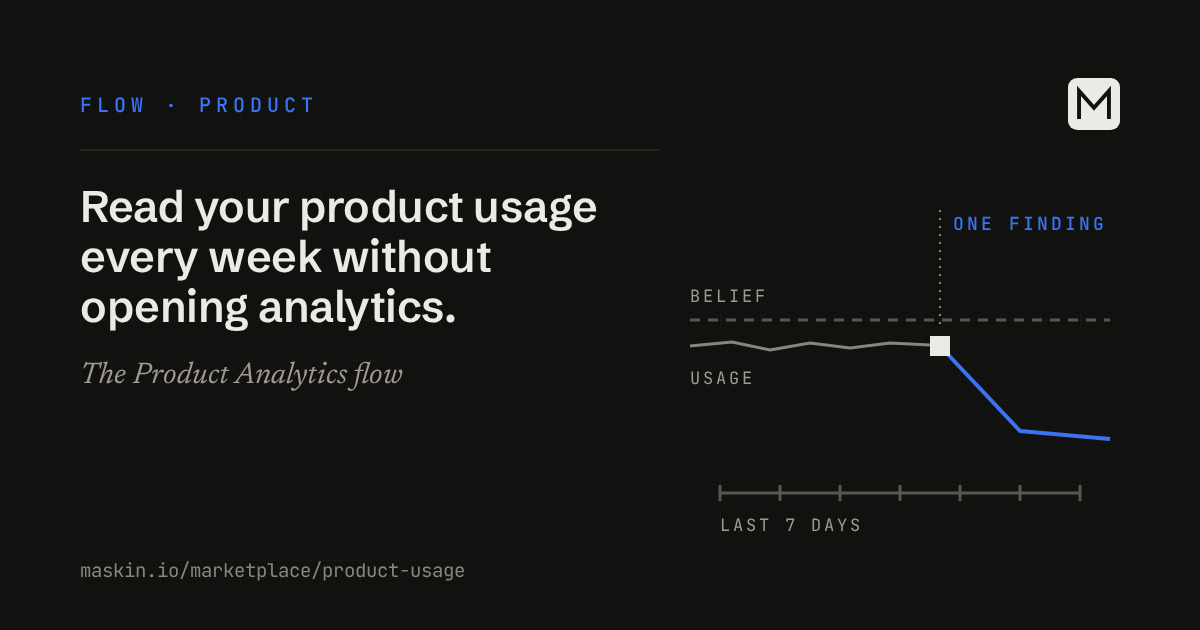 FLOW · PRODUCT
M
Read your product usage
every week without
opening analytics.
The Product Analytics flow
ONE FINDING
BELIEF
USAGE
LAST 7 DAYS
maskin.io/marketplace/product-usage